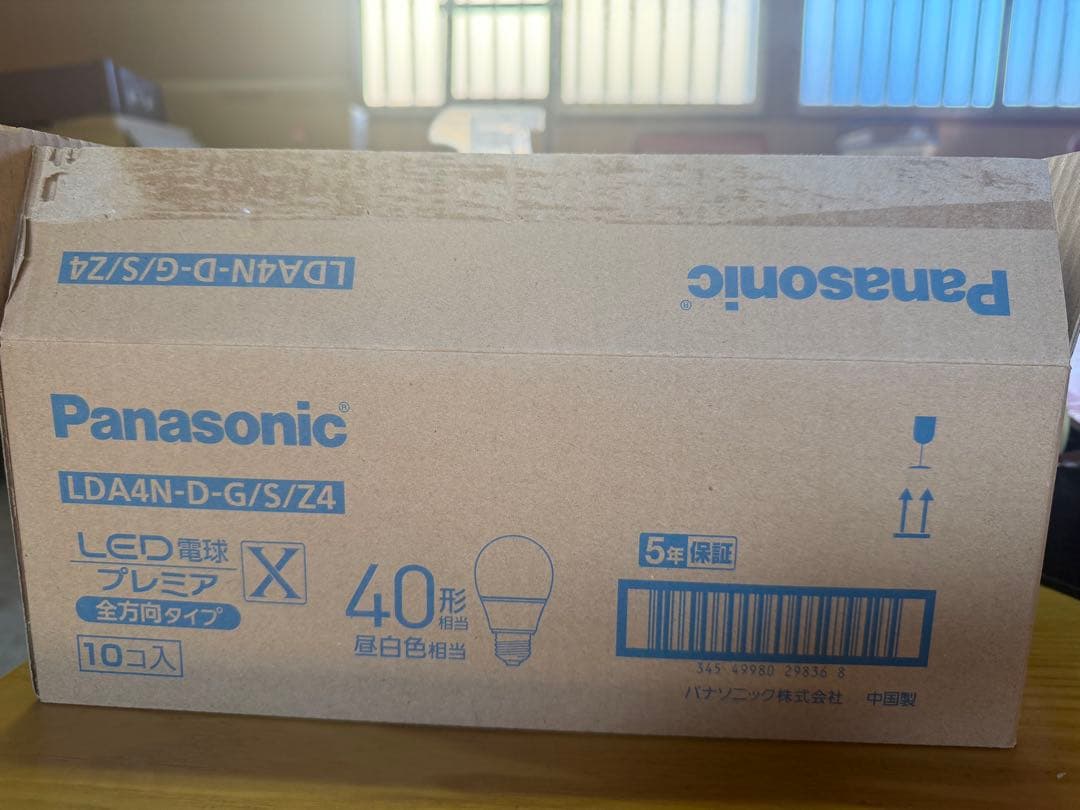 LDA4N-D-G/S/Z4
Panasonic®
Panasonic®
LDA4N-D-G/S/Z4
LED電球
プレミア X
全方向タイプ
10コ入
40形相当
昼白色相当
5年保証
345 49980 29836 8
パナソニック株式会社 中国製